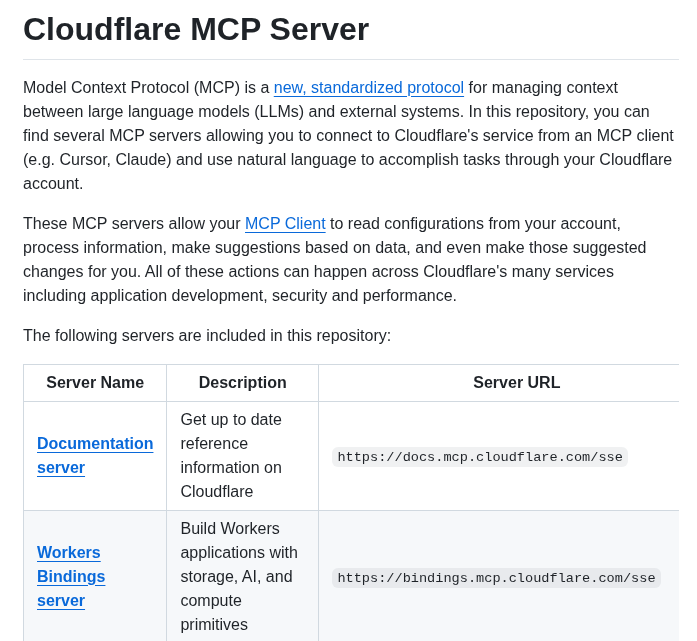 Cloudflare MCP Server
Model Context Protocol (MCP) is a new, standardized protocol for managing context
between large language models (LLMs) and external systems. In this repository, you can
find several MCP servers allowing you to connect to Cloudflare's service from an MCP client
(e.g. Cursor, Claude) and use natural language to accomplish tasks through your Cloudflare
account.
These MCP servers allow your MCP Client to read configurations from your account,
process information, make suggestions based on data, and even make those suggested
changes for you. All of these actions can happen across Cloudflare's many services
including application development, security and performance.
The following servers are included in this repository:
Server Name Description Server URL
Documentation
server
Get up to date
reference
information on
Cloudflare
https://docs.mcp.cloudflare.com/sse
Workers
Bindings
server
Build Workers
applications with
storage, AI, and
compute
primitives
https://bindings.mcp.cloudflare.com/sse